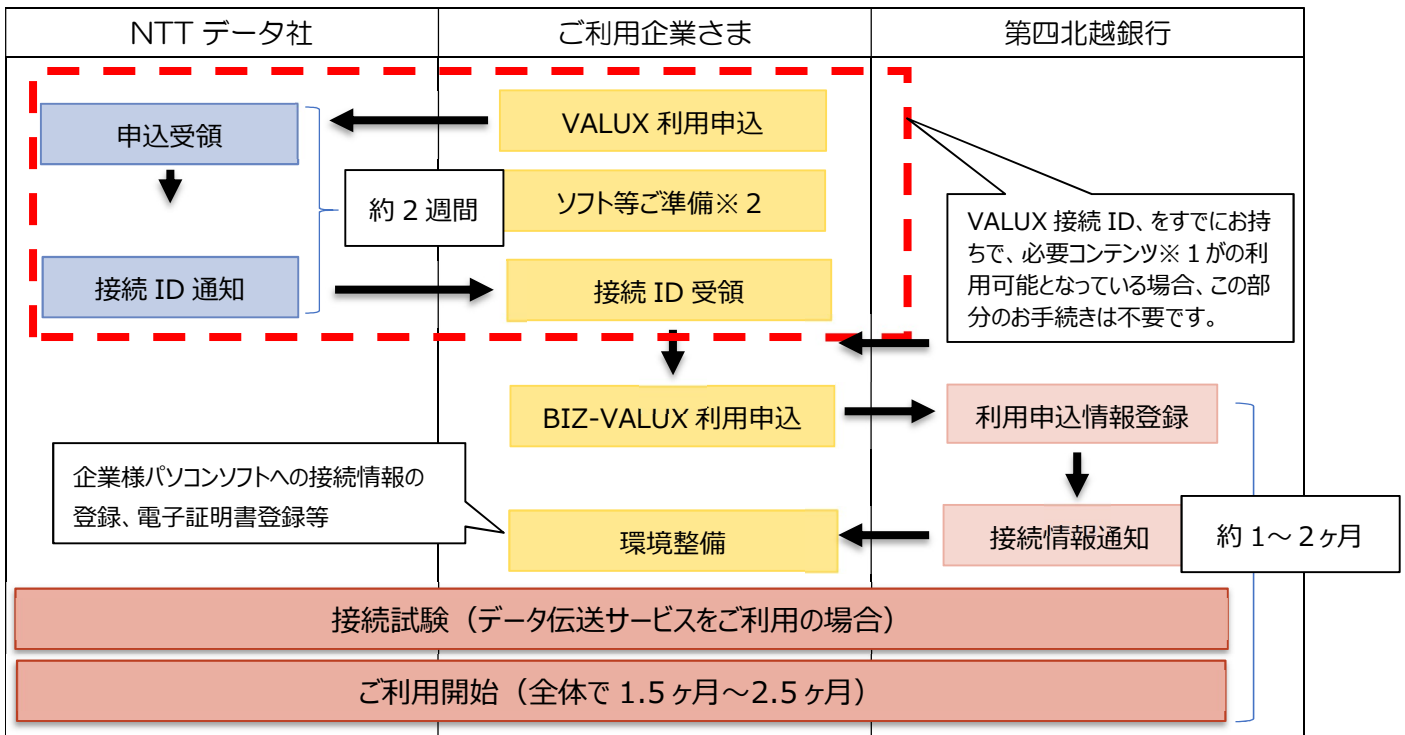 NTT データ社
ご利用企業さま
第四北越銀行
申込受領
VALUX 利用申込
約 2 週間
ソフト等ご準備※ 2
接続 ID 通知
接続 ID 受領
VALUX 接続 ID、をすでにお持
ちで、必要コンテンツ※ 1 がの利
用可能となっている場合、この部
分のお手続きは不要です。
BIZ-VALUX 利用申込
利用申込情報登録
企業様パソコンソフトへの接続情報の
登録、電子証明書登録等
環境整備
接続情報通知
約 1～ 2 ヶ月
接続試験（データ伝送サービスをご利用の場合）
ご利用開始（全体で 1.5 ヶ月～2.5 ヶ月）